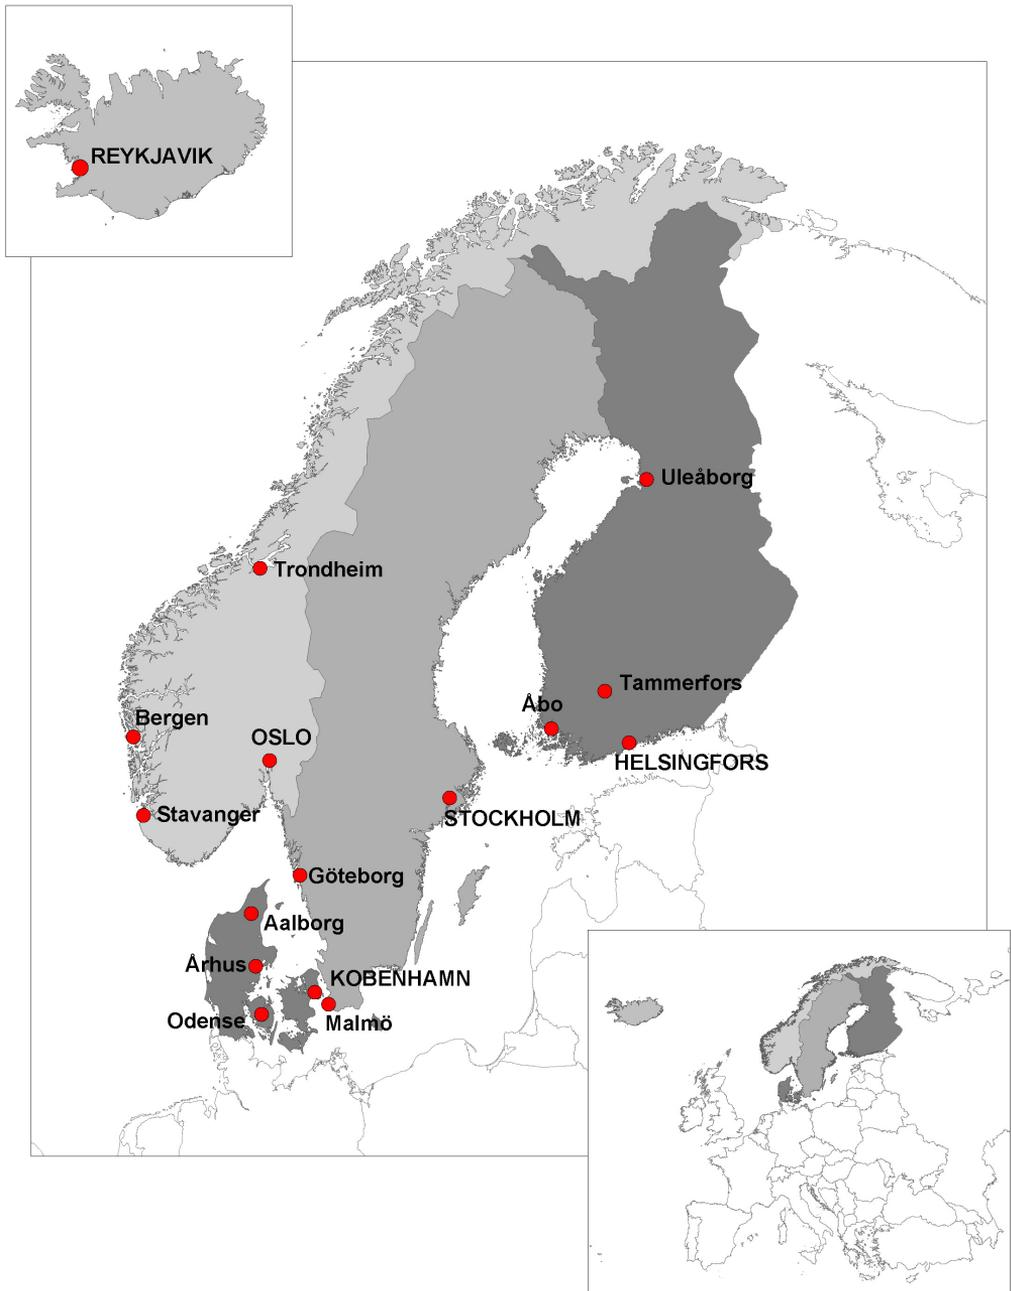 REYKJAVIK
Uleåborg
Trondheim
Tammerfors
Åbo
Bergen
OSLO
HELSINGFORS
Stavanger
STOCKHOLM
Göteborg
Aalborg
Århus
KOBENHAMN
Odense
Malmö